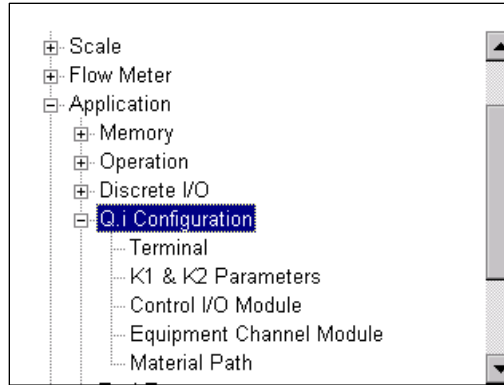 Scale
Flow Meter
Application
Memory
Operation
Discrete I/O
Q.i Configuration
Terminal
K1 & K2 Parameters
Control I/O Module
Equipment Channel Module
Material Path